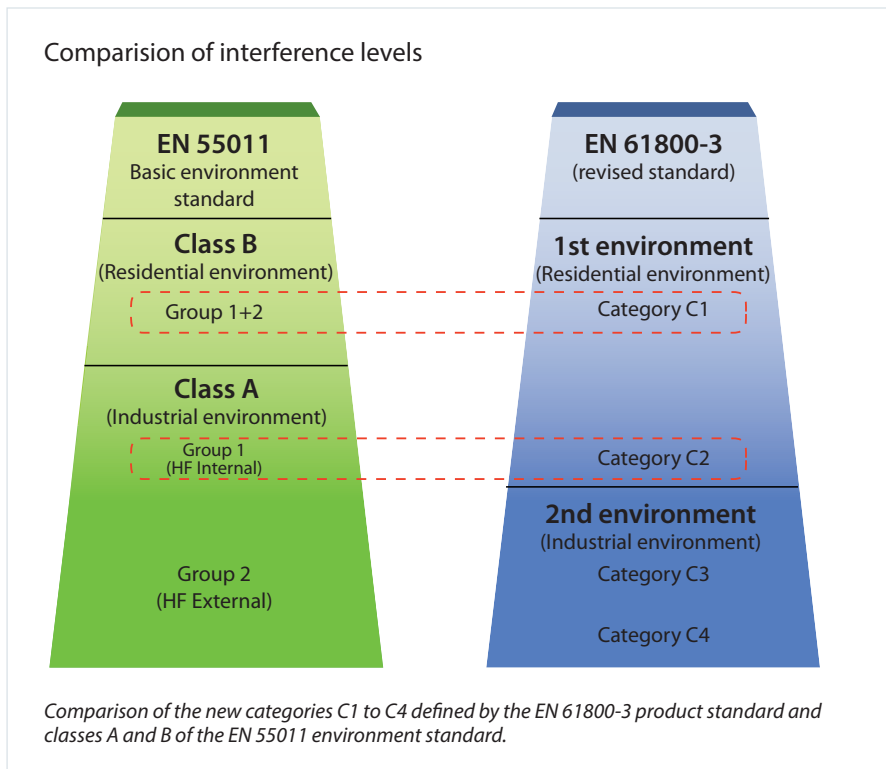 Comparision of interference levels
EN 55011
Basic environment
standard
Class B
(Residential environment)
Group 1+2
Class A
(Industrial environment)
Group 1
(HF Internal)
Group 2
(HF External)
EN 61800-3
(revised standard)
1st environment
(Residential environment)
Category C1
Category C2
2nd environment
(Industrial environment)
Category C3
Category C4
Comparison of the new categories C1 to C4 defined by the EN 61800-3 product standard and
classes A and B of the EN 55011 environment standard.